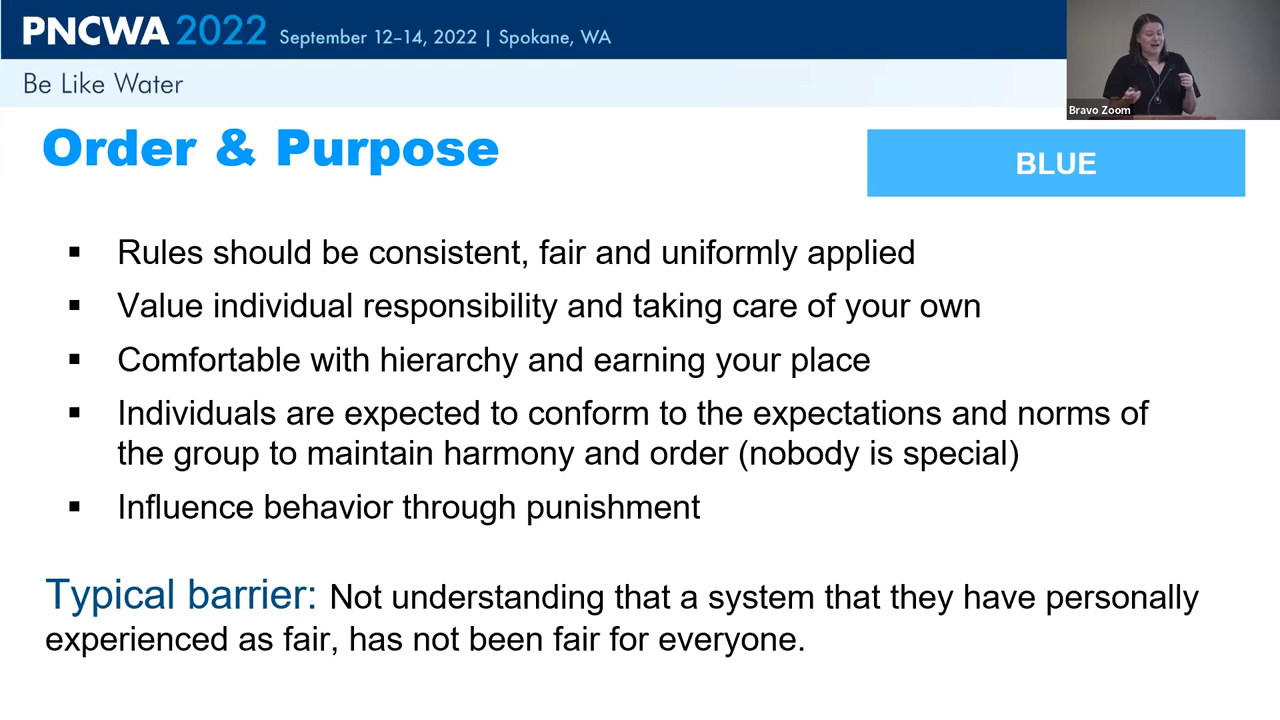 PNCWA 2022 September 12–14, 2022 | Spokane, WA
Be Like Water
Bravo Zoom
Order & Purpose
BLUE
▪ Rules should be consistent, fair and uniformly applied
▪ Value individual responsibility and taking care of your own
▪ Comfortable with hierarchy and earning your place
▪ Individuals are expected to conform to the expectations and norms of
the group to maintain harmony and order (nobody is special)
▪ Influence behavior through punishment
Typical barrier: Not understanding that a system that they have personally
experienced as fair, has not been fair for everyone.